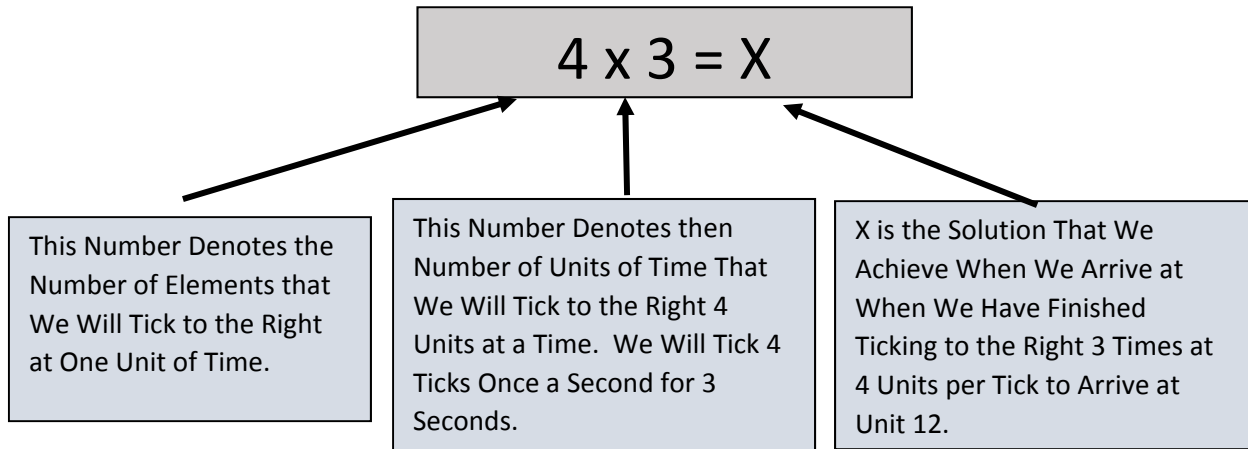 4 x 3 = X
This Number Denotes the
Number of Elements that
We Will Tick to the Right
at One Unit of Time.
This Number Denotes then
Number of Units of Time That
We Will Tick to the Right 4
Units at a Time.  We Will Tick 4
Ticks Once a Second for 3
Seconds.
X is the Solution That We
Achieve When We Arrive at
When We Have Finished
Ticking to the Right 3 Times at
4 Units per Tick to Arrive at
Unit 12.